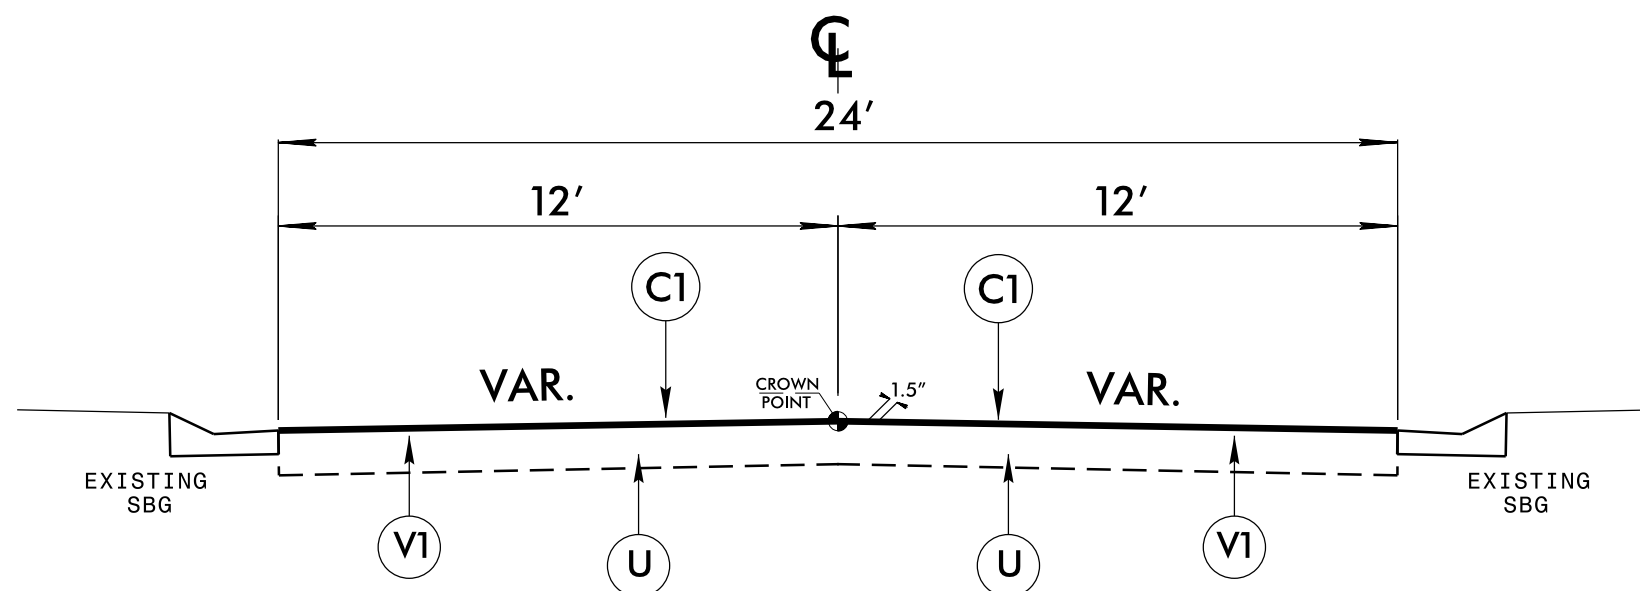 ℄
24'
12' 12'
C1 C1
VAR. VAR.
CROWN
POINT
1.5"
EXISTING
SBG
EXISTING
SBG
V1 U U V1